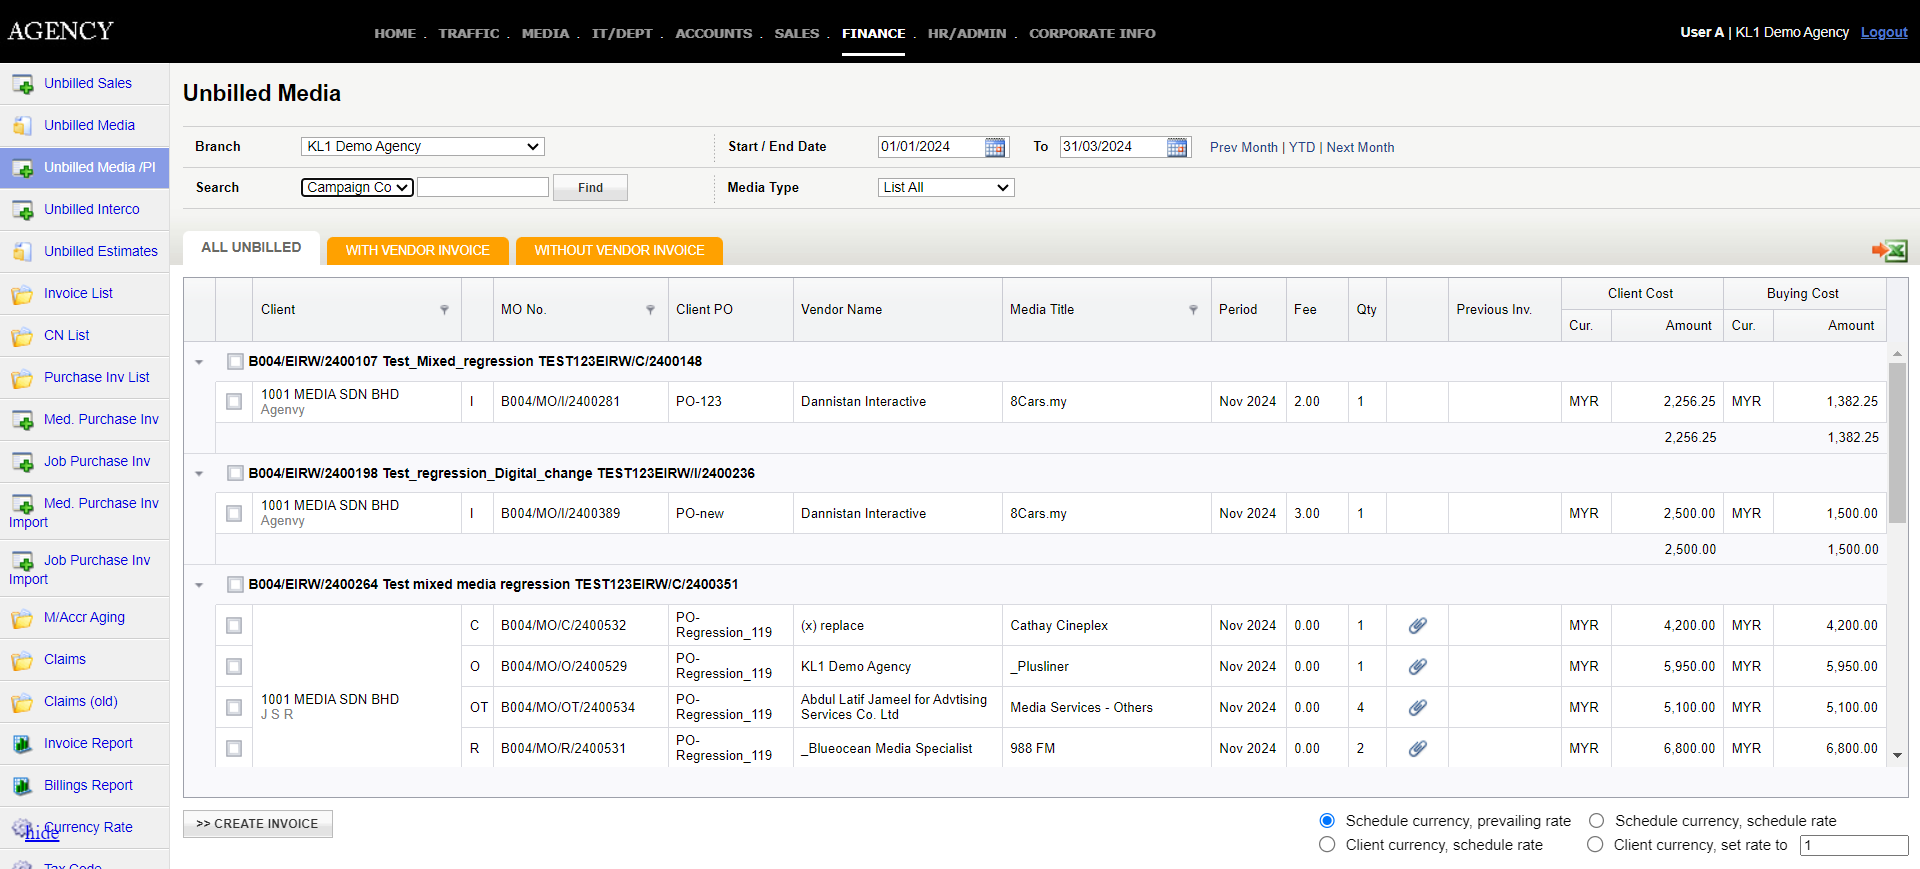 AGENCY
HOME . TRAFFIC . MEDIA . IT/DEPT . ACCOUNTS . SALES . FINANCE . HR/ADMIN . CORPORATE INFO
User A | KL1 Demo Agency Logout
Unbilled Sales
Unbilled Media
Unbilled Media /PI
Unbilled Interco
Unbilled Estimates
Invoice List
CN List
Purchase Inv List
Med. Purchase Inv
Job Purchase Inv
Med. Purchase Inv
Import
Job Purchase Inv
Import
M/Accr Aging
Claims
Claims (old)
Invoice Report
Billings Report
Currency Rate
hide
Tax Code
Unbilled Media
Branch KL1 Demo Agency Start / End Date 01/01/2024 To 31/03/2024 Prev Month | YTD | Next Month
Search Campaign Co Find Media Type List All
ALL UNBILLED WITH VENDOR INVOICE WITHOUT VENDOR INVOICE
Client MO No. Client PO Vendor Name Media Title Period Fee Qty Previous Inv. Client Cost Buying Cost
Cur. Amount Cur. Amount
B004/EIRW/2400107 Test_Mixed_regression TEST123EIRW/C/2400148
1001 MEDIA SDN BHD
Agenvy
I B004/MO/I/2400281 PO-123 Dannistan Interactive 8Cars.my Nov 2024 2.00 1 MYR 2,256.25 MYR 1,382.25
2,256.25 1,382.25
B004/EIRW/2400198 Test_regression_Digital_change TEST123EIRW/I/2400236
1001 MEDIA SDN BHD
Agenvy
I B004/MO/I/2400389 PO-new Dannistan Interactive 8Cars.my Nov 2024 3.00 1 MYR 2,500.00 MYR 1,500.00
2,500.00 1,500.00
B004/EIRW/2400264 Test mixed media regression TEST123EIRW/C/2400351
1001 MEDIA SDN BHD
J S R
C B004/MO/C/2400532 PO-Regression_119 (x) replace Cathay Cineplex Nov 2024 0.00 1 MYR 4,200.00 MYR 4,200.00
O B004/MO/O/2400529 PO-Regression_119 KL1 Demo Agency _Plusliner Nov 2024 0.00 1 MYR 5,950.00 MYR 5,950.00
OT B004/MO/OT/2400534 PO-Regression_119 Abdul Latif Jameel for Advtising Services Co. Ltd Media Services - Others Nov 2024 0.00 4 MYR 5,100.00 MYR 5,100.00
R B004/MO/R/2400531 PO-Regression_119 _Blueocean Media Specialist 988 FM Nov 2024 0.00 2 MYR 6,800.00 MYR 6,800.00
>> CREATE INVOICE
Schedule currency, prevailing rate Schedule currency, schedule rate
Client currency, schedule rate Client currency, set rate to 1